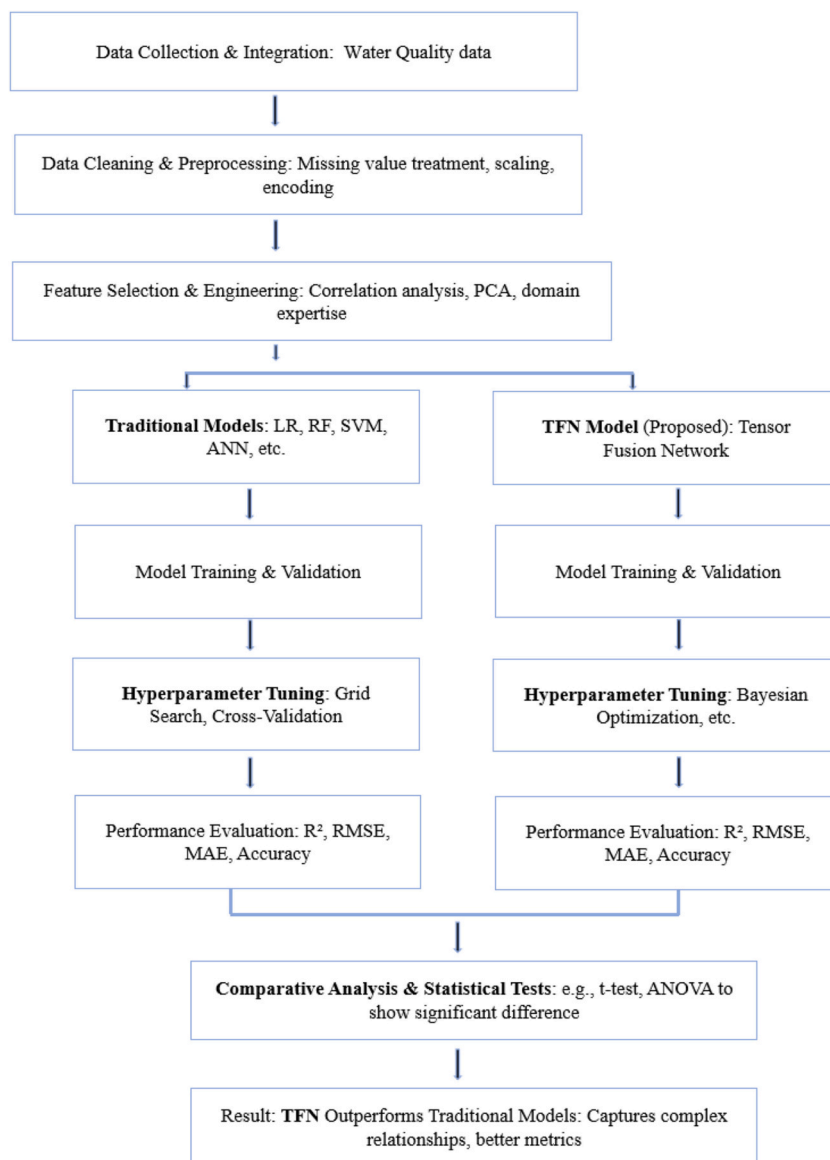 Data Collection & Integration:  Water Quality data
Data Cleaning & Preprocessing: Missing value treatment, scaling,
encoding
Feature Selection & Engineering: Correlation analysis, PCA, domain
expertise
Traditional Models: LR, RF, SVM,
ANN, etc.
TFN Model (Proposed): Tensor
Fusion Network
Model Training & Validation
Model Training & Validation
Hyperparameter Tuning: Grid
Search, Cross-Validation
Hyperparameter Tuning: Bayesian
Optimization, etc.
Performance Evaluation: R², RMSE,
MAE, Accuracy
Performance Evaluation: R², RMSE,
MAE, Accuracy
Comparative Analysis & Statistical Tests: e.g., t-test, ANOVA to
show significant difference
Result: TFN Outperforms Traditional Models: Captures complex
relationships, better metrics